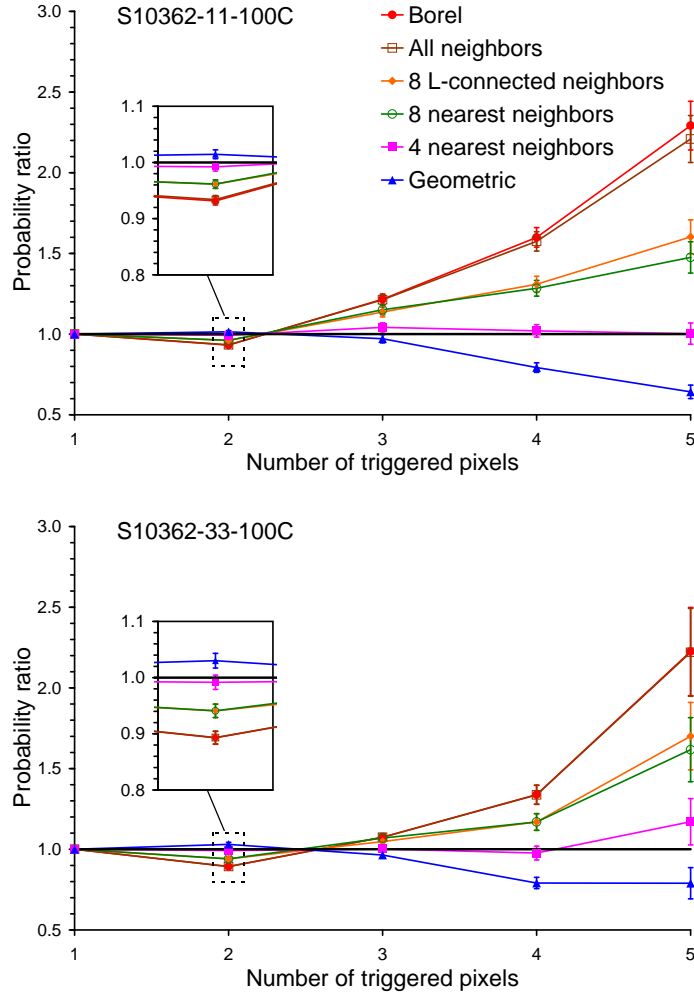 S10362-11-100C
Borel
All neighbors
8 L-connected neighbors
8 nearest neighbors
4 nearest neighbors
Geometric
Probability ratio
3.0
2.5
2.0
1.5
1.0
0.5
1.1
1.0
0.9
0.8
1
2
3
4
5
Number of triggered pixels
S10362-33-100C
Probability ratio
3.0
2.5
2.0
1.5
1.0
0.5
1.1
1.0
0.9
0.8
1
2
3
4
5
Number of triggered pixels